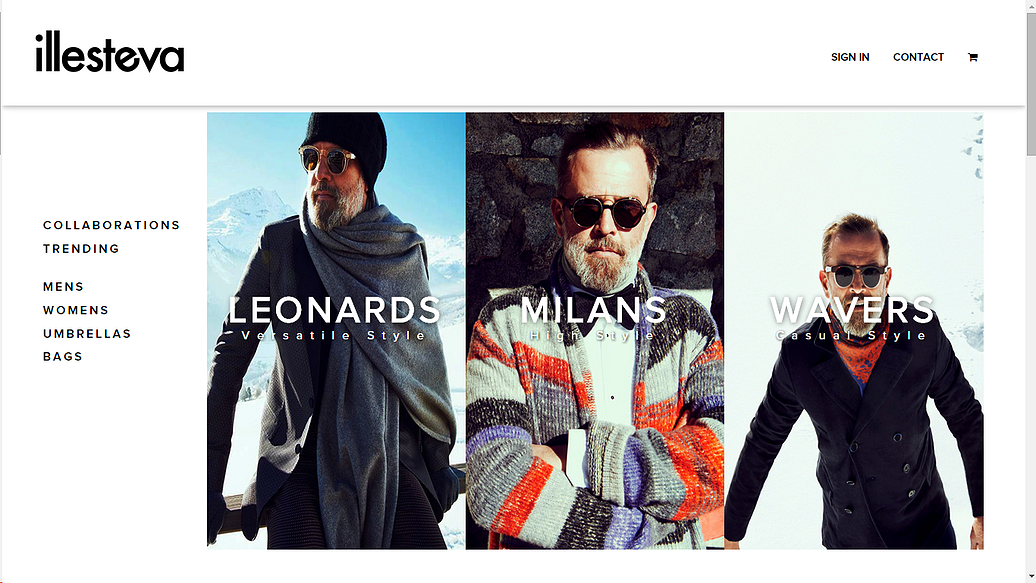 illesteva
SIGN IN
CONTACT
COLLABORATIONS
TRENDING
MENS
WOMENS
UMBRELLAS
BAGS
LEONARDS
Versatile Style
MILANS
High Style
WAVERS
Casual Style